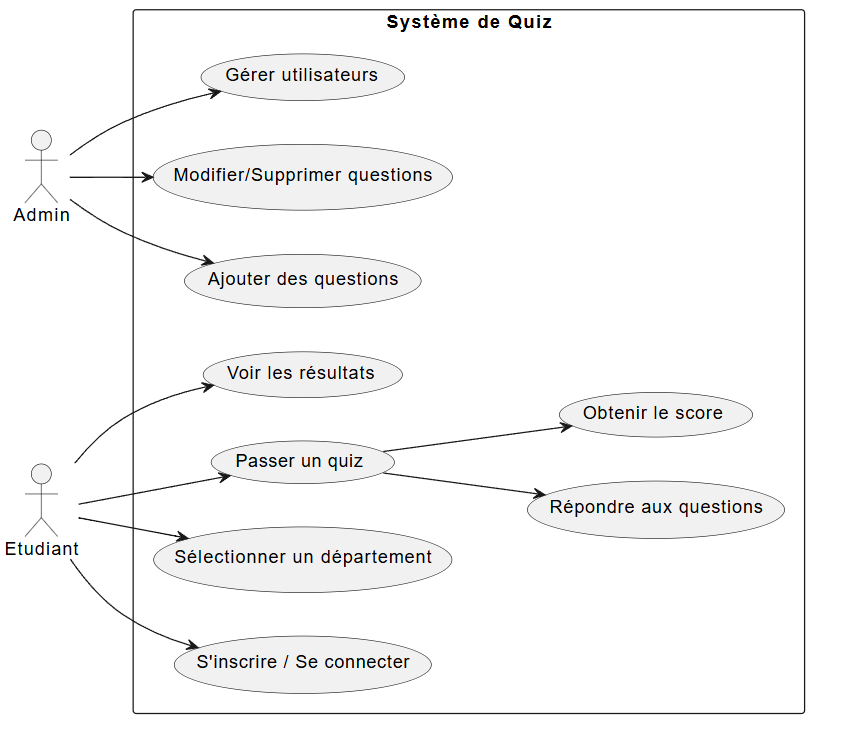 Système de Quiz
Gérer utilisateurs
Modifier/Supprimer questions
Admin
Ajouter des questions
Voir les résultats
Obtenir le score
Passer un quiz
Répondre aux questions
Etudiant
Sélectionner un département
S'inscrire / Se connecter